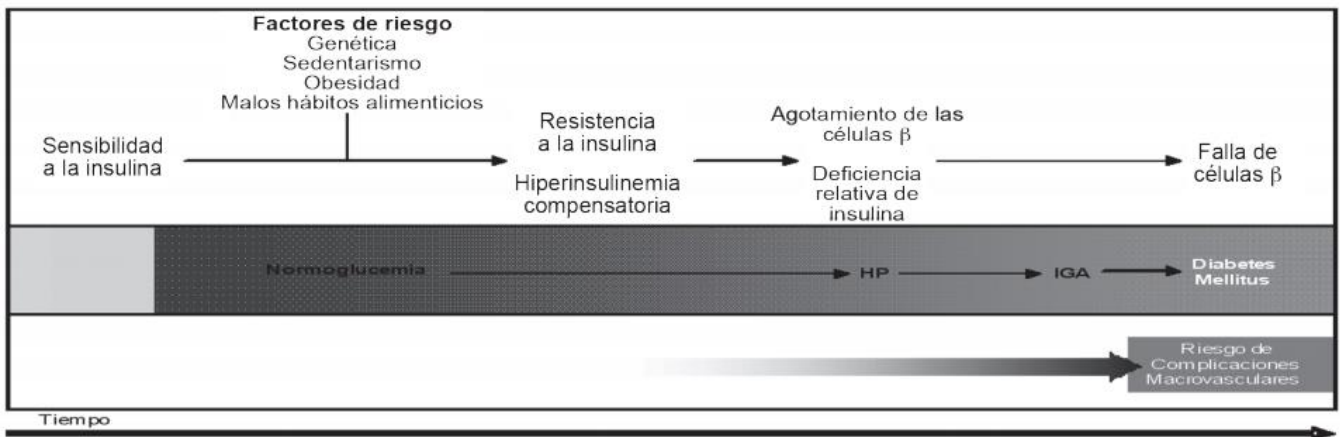 Factores de riesgo
Genética
Sedentarismo
Obesidad
Malos hábitos alimenticios
Sensibilidad
a la insulina
Resistencia
a la insulina
Hiperinsulinemia
compensatoria
Agotamiento de las
células β
Deficiencia
relativa de
insulina
Falla de
células β
Normoglucemia
HP
IGA
Diabetes
Mellitus
Riesgo de
Complicaciones
Macrovasculares
Tiempo